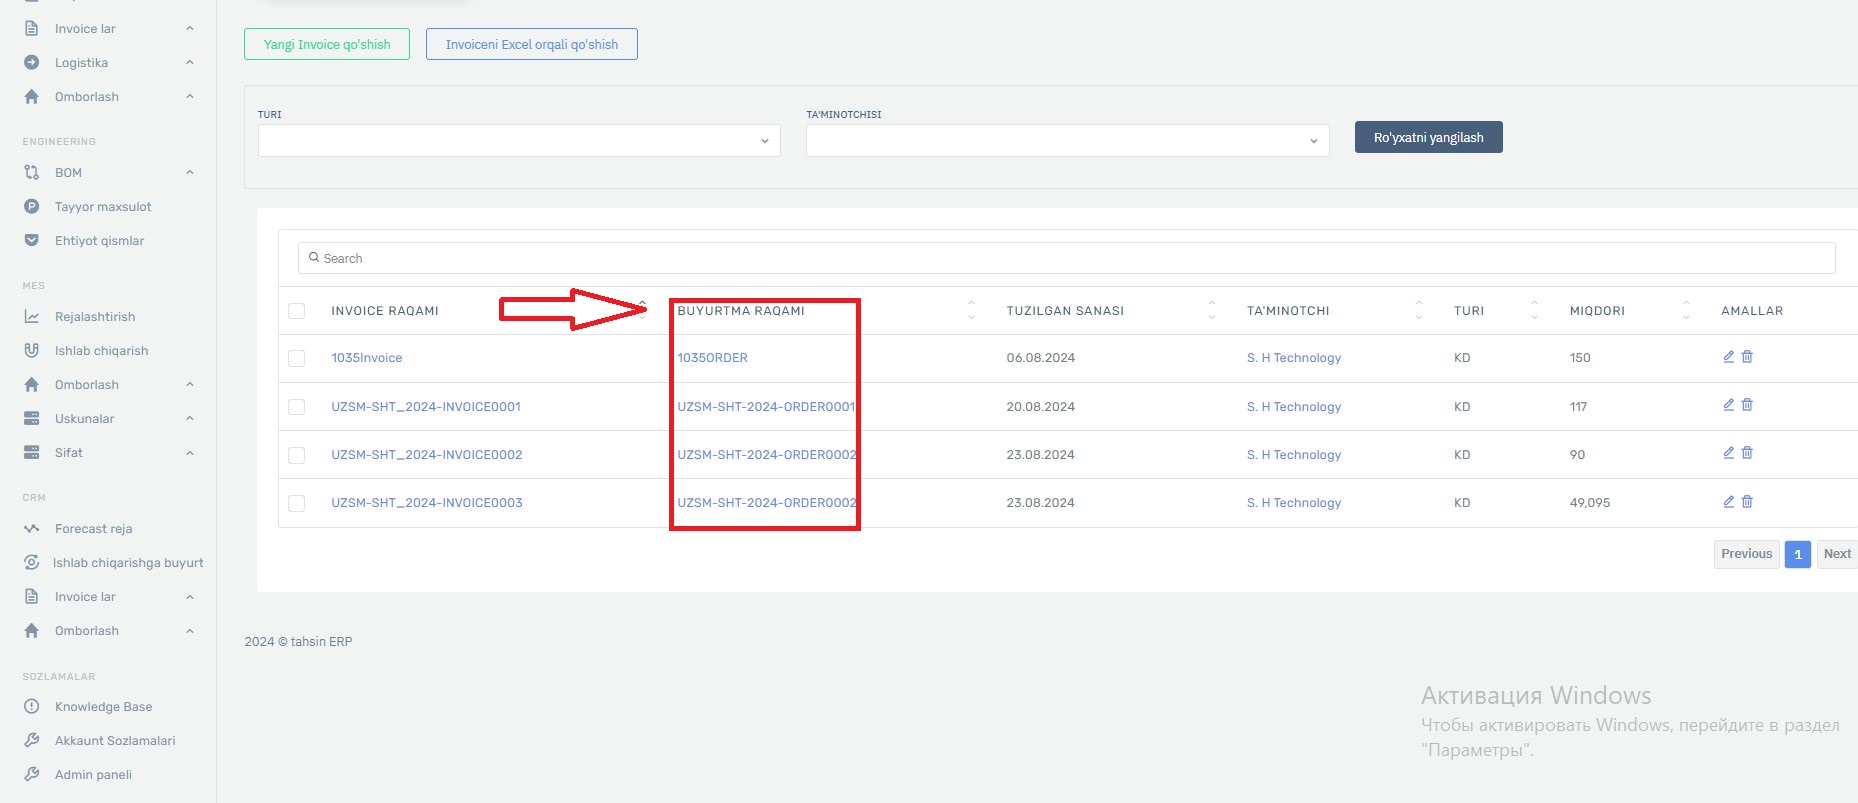 Invoice lar
Logistika
Omborlash
ENGINEERING
BOM
Tayyor maxsulot
Ehtiyot qismlar
MES
Rejalashtirish
Ishlab chiqarish
Omborlash
Uskunalar
Sifat
CRM
Forecast reja
Ishlab chiqarishga buyurt
Invoice lar
Omborlash
SOZLAMALAR
Knowledge Base
Akkaunt Sozlamalari
Admin paneli
Yangi Invoice qo'shish Invoiceni Excel orqali qo'shish
TURI TA'MINOTCHISI
Ro'yxatni yangilash
Search
INVOICE RAQAMI BUYURTMA RAQAMI TUZILGAN SANASI TA'MINOTCHI TURI MIQDORI AMALLAR
1035Invoice 1035ORDER 06.08.2024 S. H Technology KD 150
UZSM-SHT_2024-INVOICE0001 UZSM-SHT-2024-ORDER0001 20.08.2024 S. H Technology KD 117
UZSM-SHT_2024-INVOICE0002 UZSM-SHT-2024-ORDER0002 23.08.2024 S. H Technology KD 90
UZSM-SHT_2024-INVOICE0003 UZSM-SHT-2024-ORDER0002 23.08.2024 S. H Technology KD 49,095
Previous 1 Next
2024 © tahsin ERP
Активация Windows
Чтобы активировать Windows, перейдите в раздел
"Параметры".